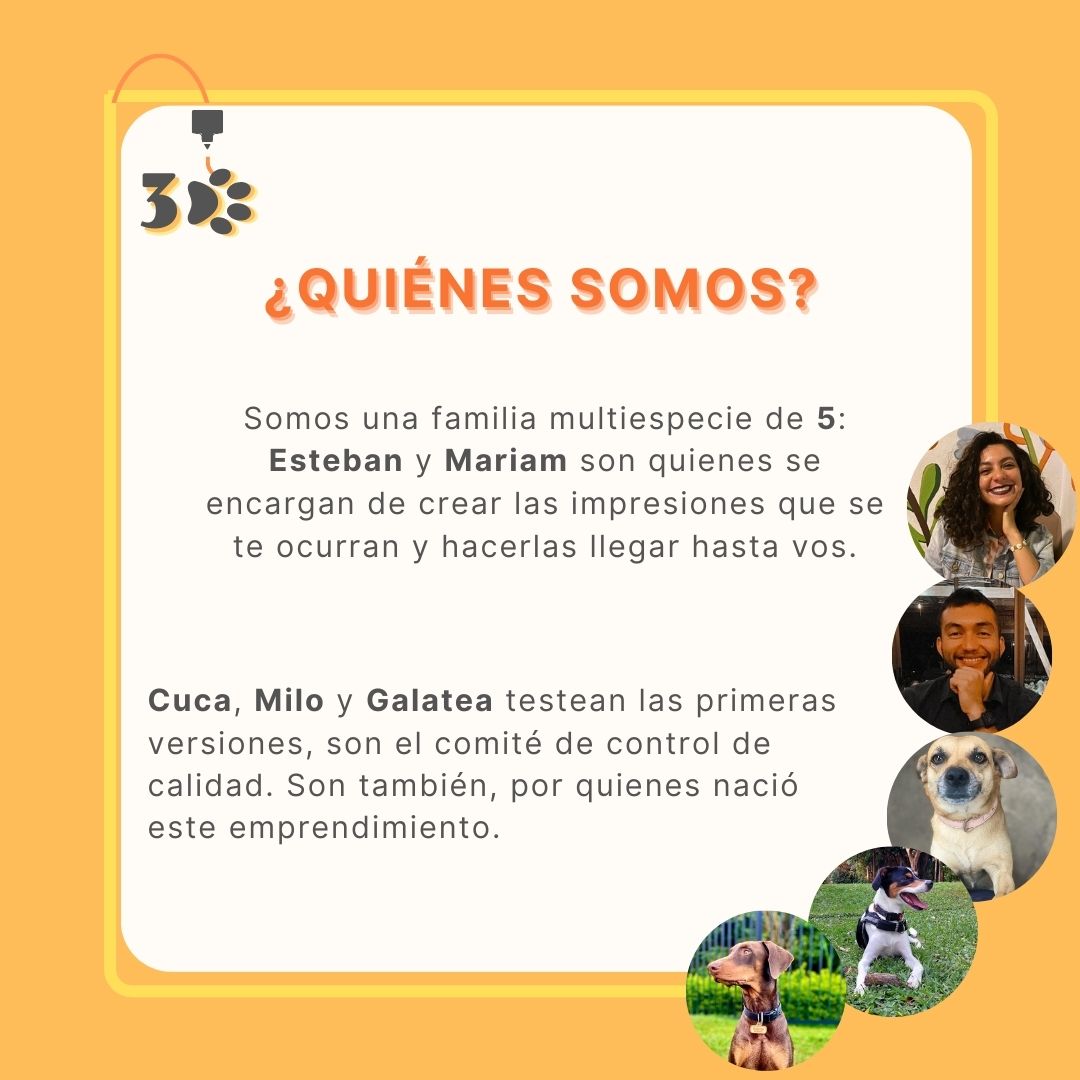 3
¿QUIÉNES SOMOS?
Somos una familia multiespecie de 5:
Esteban y Mariam son quienes se
encargan de crear las impresiones que se
te ocurran y hacerlas llegar hasta vos.
Cuca, Milo y Galatea testean las primeras
versiones, son el comité de control de
calidad. Son también, por quienes nació
este emprendimiento.